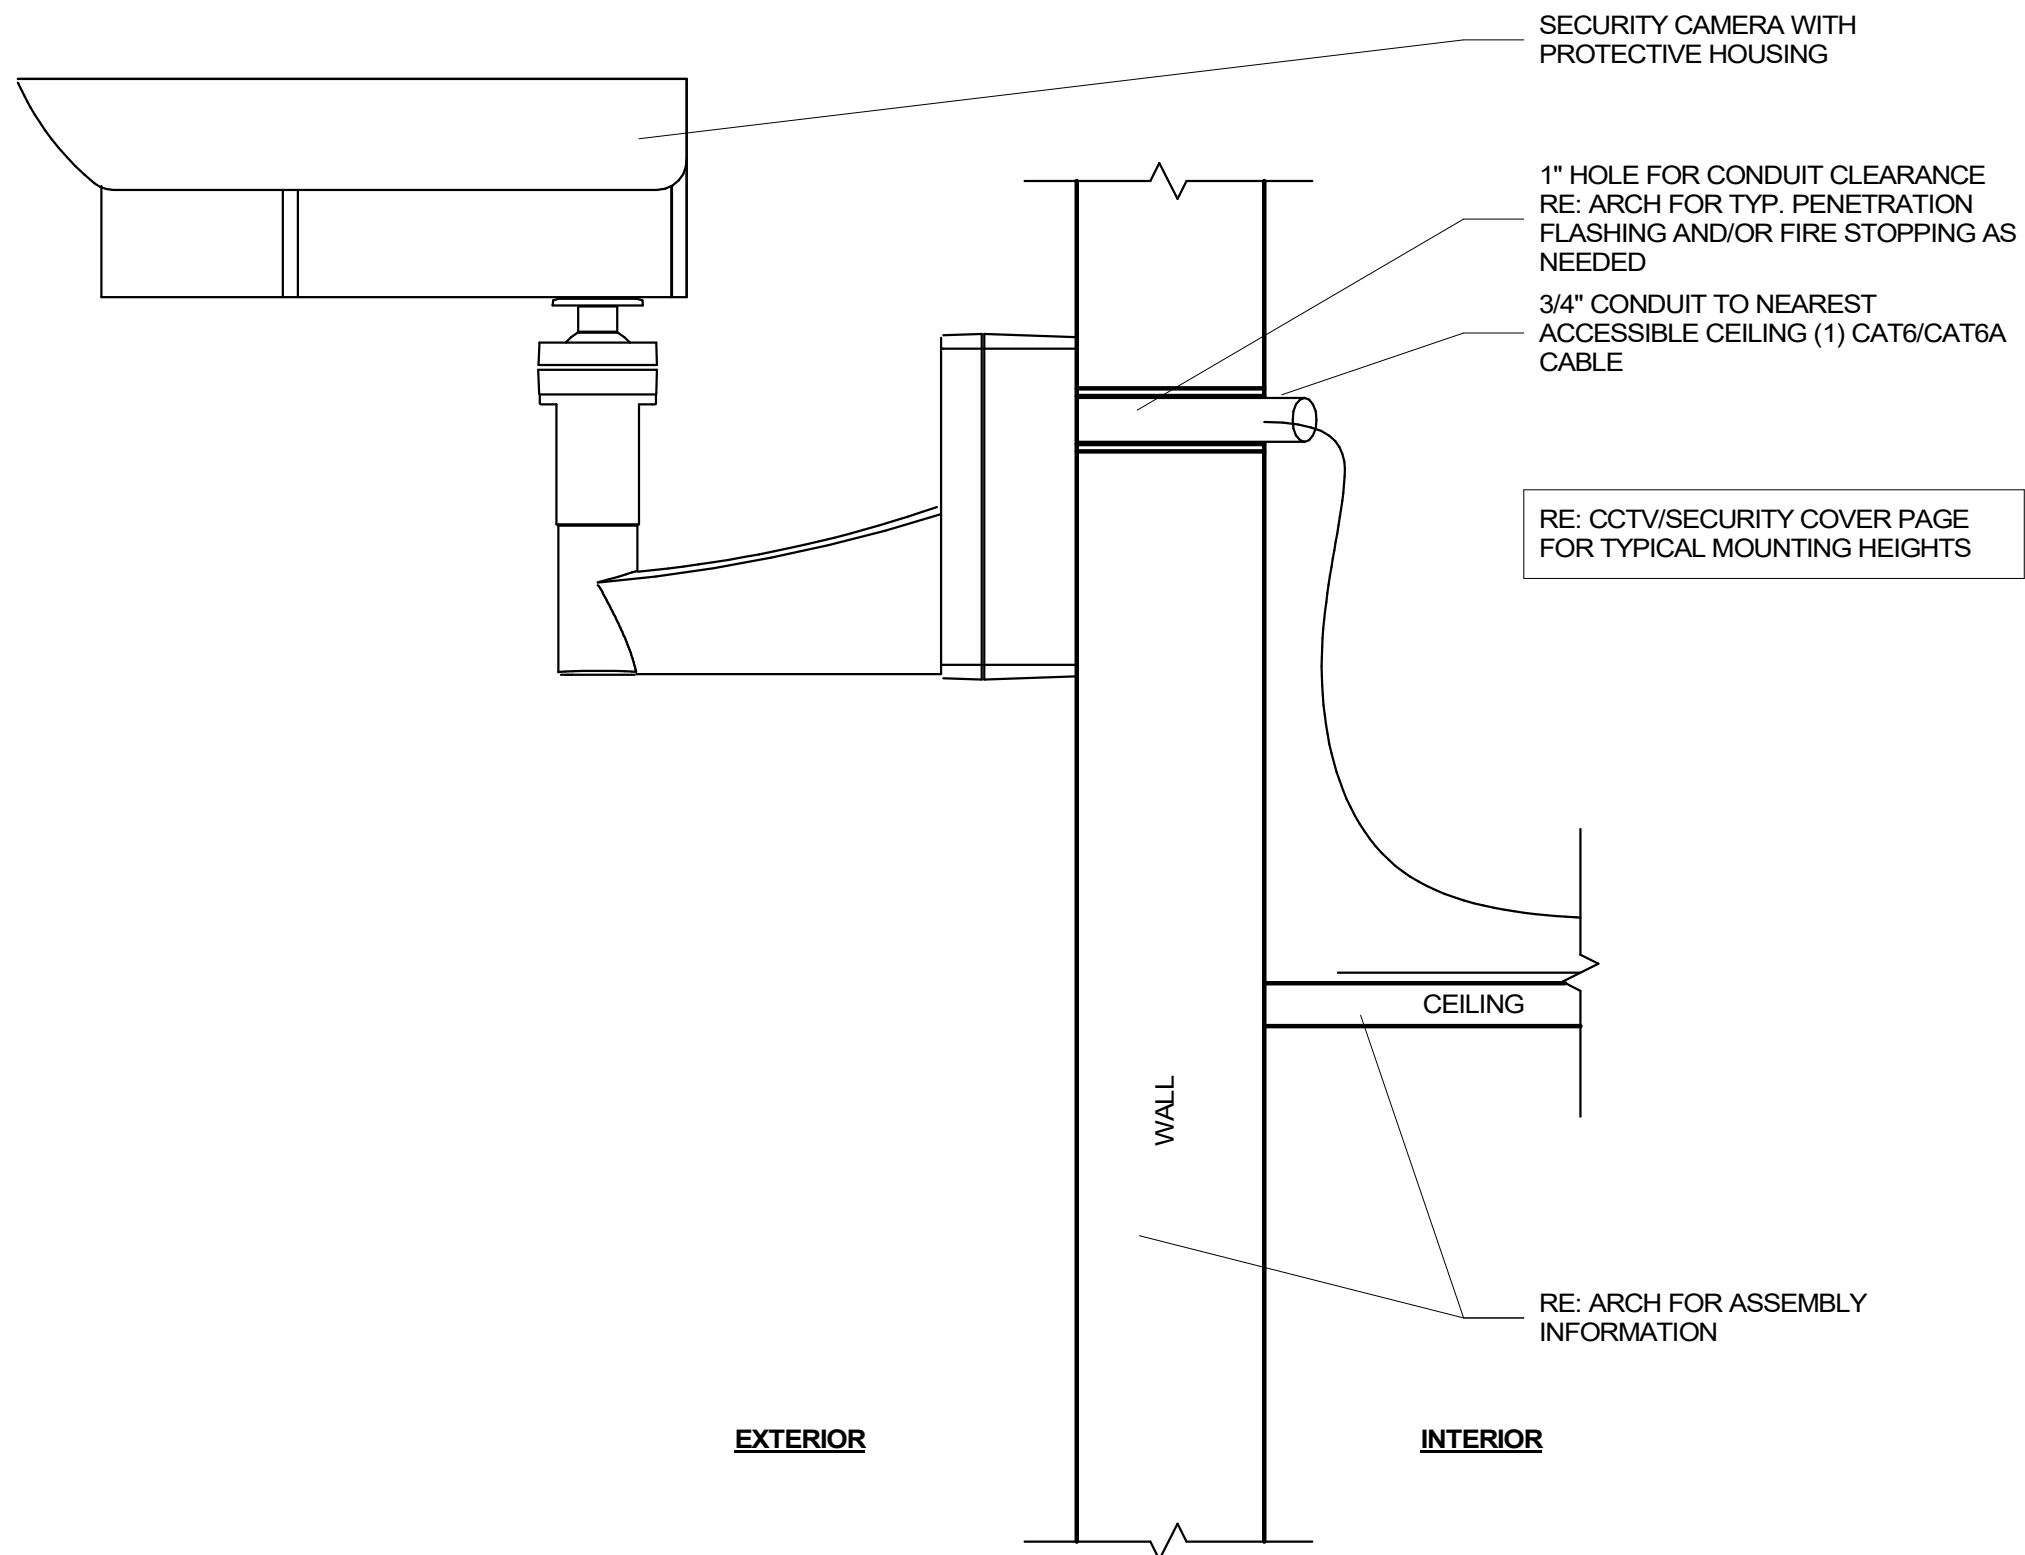 SECURITY CAMERA WITH
PROTECTIVE HOUSING
1" HOLE FOR CONDUIT CLEARANCE
RE: ARCH FOR TYP. PENETRATION
FLASHING AND/OR FIRE STOPPING AS
NEEDED
3/4" CONDUIT TO NEAREST
ACCESSIBLE CEILING (1) CAT6/CAT6A
CABLE
RE: CCTV/SECURITY COVER PAGE
FOR TYPICAL MOUNTING HEIGHTS
CEILING
WALL
RE: ARCH FOR ASSEMBLY
INFORMATION
EXTERIOR
INTERIOR